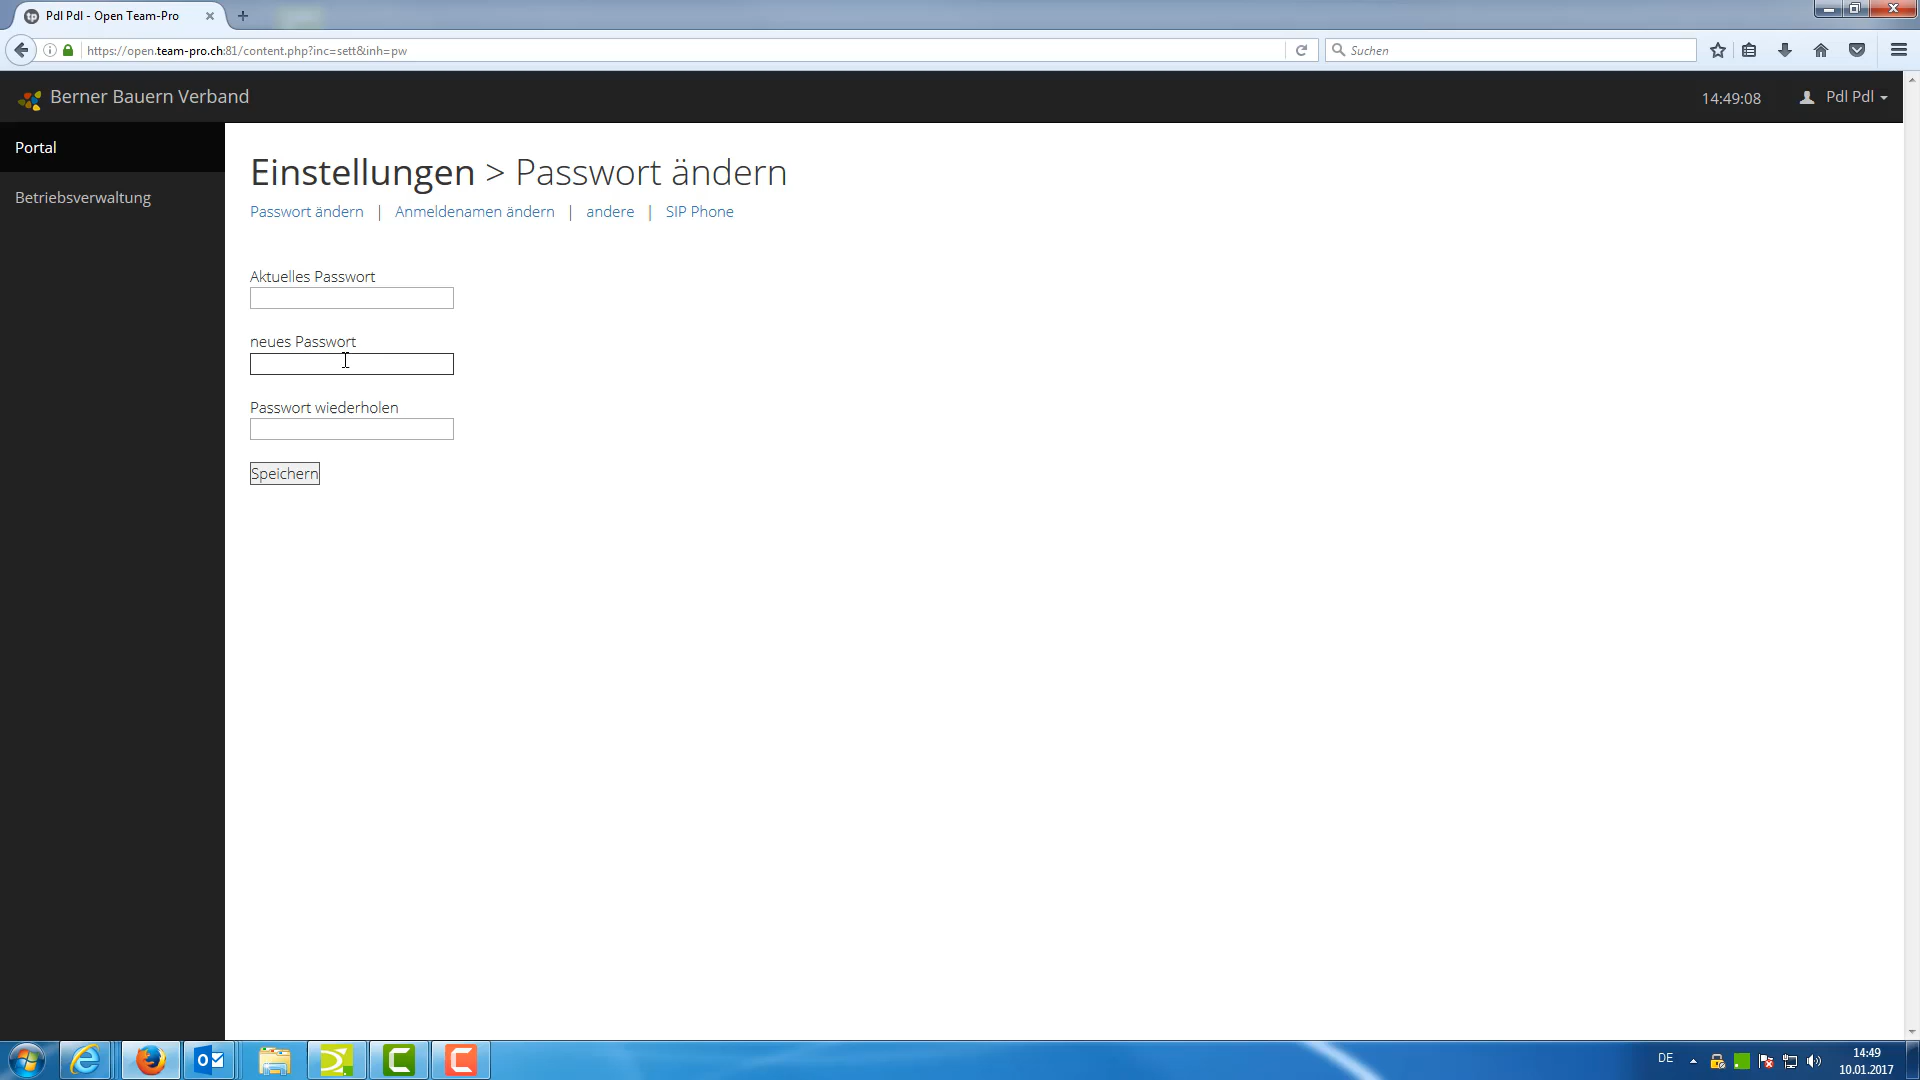 Pdl Pdl - Open Team-Pro
https://open.team-pro.ch:81/content.php?inc=sett&inh=pw
Suchen
Berner Bauern Verband
14:49:08
Pdl Pdl
Portal
Betriebsverwaltung
Einstellungen > Passwort ändern
Passwort ändern | Anmeldenamen ändern | andere | SIP Phone
Aktuelles Passwort
neues Passwort
Passwort wiederholen
Speichern
DE
14:49
10.01.2017